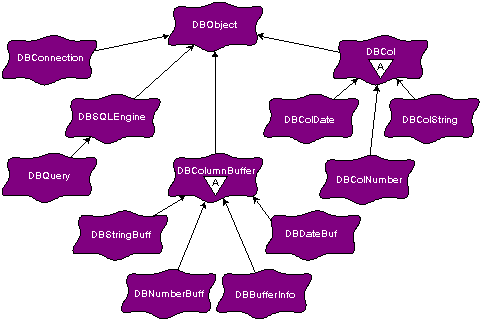 DBObject
DBConnection
DBCol
A
DBSQLEngine
DBColDate
DBColString
DBQuery
DBColumnBuffer
A
DBColNumber
DBStringBuff
DBDateBuf
DBNumberBuff
DBBufferInfo